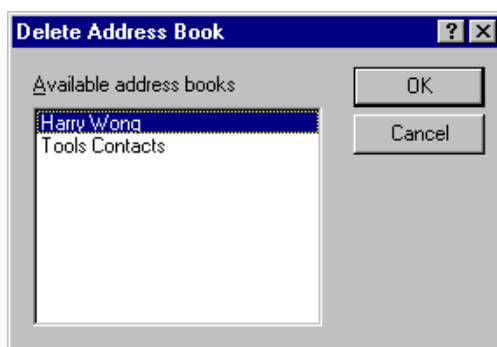 Delete Address Book
Available address books
OK
Harry Wong
Cancel
Tools Contacts